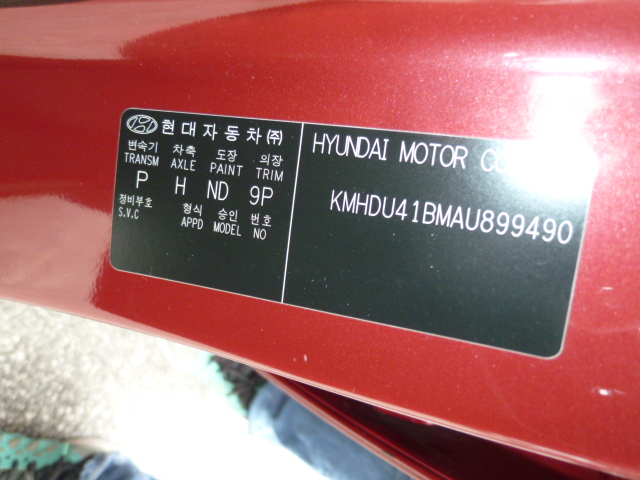 현대자동차㈜
변속기 차축 도장 의장
TRANSM AXLE PAINT TRIM
P H ND 9P
정비부호 형식 승인 번호
S.V.C APPD MODEL NO
HYUNDAI MOTOR
KMHDU41BMAU899490